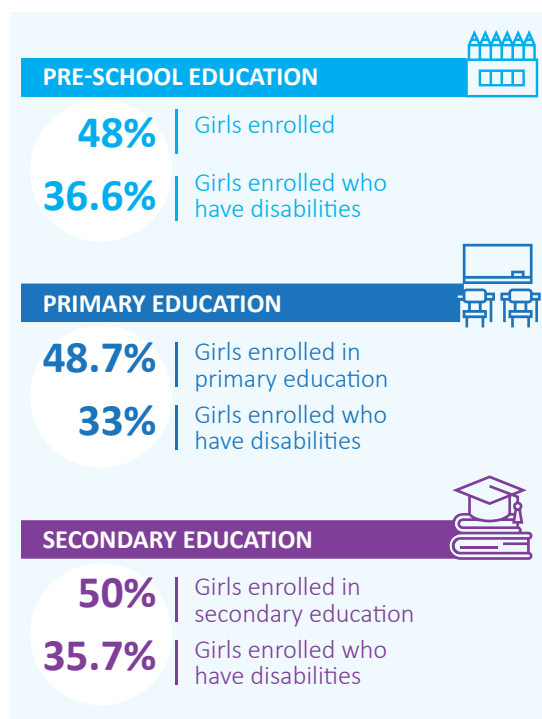 PRE-SCHOOL EDUCATION
48%
Girls enrolled
36.6%
Girls enrolled who
have disabilities
PRIMARY EDUCATION
48.7%
Girls enrolled in
primary education
33%
Girls enrolled who
have disabilities
SECONDARY EDUCATION
50%
Girls enrolled in
secondary education
35.7%
Girls enrolled who
have disabilities